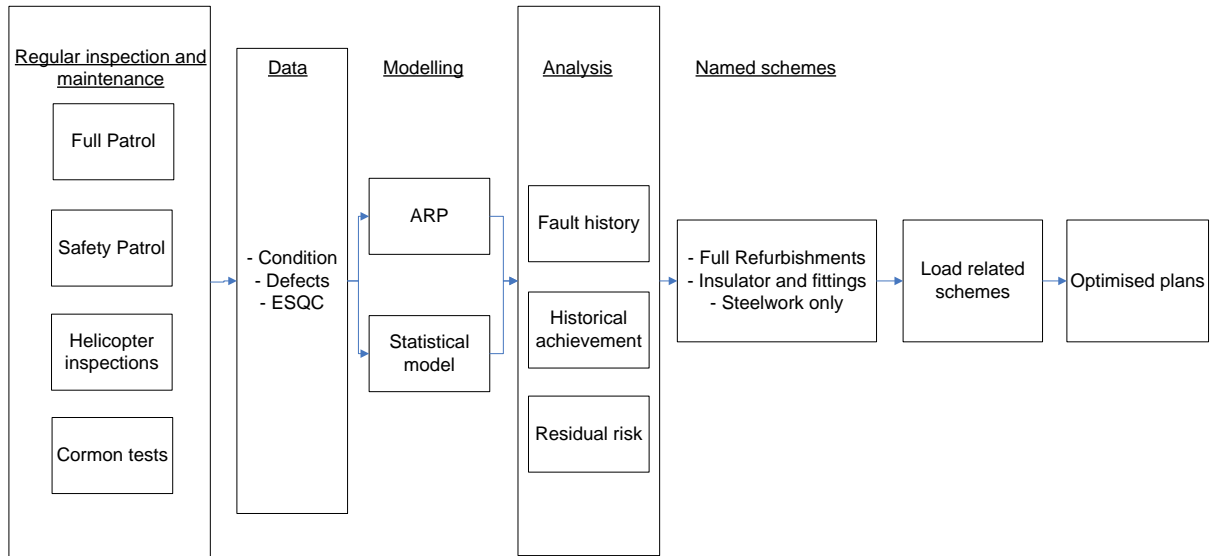 Regular inspection and
maintenance
Full Patrol
Safety Patrol
Helicopter
inspections
Cormon tests
Data
- Condition
- Defects
- ESQC
Modelling
ARP
Statistical
model
Analysis
Fault history
Historical
achievement
Residual risk
Named schemes
- Full Refurbishments
- Insulator and fittings
- Steelwork only
Load related
schemes
Optimised plans